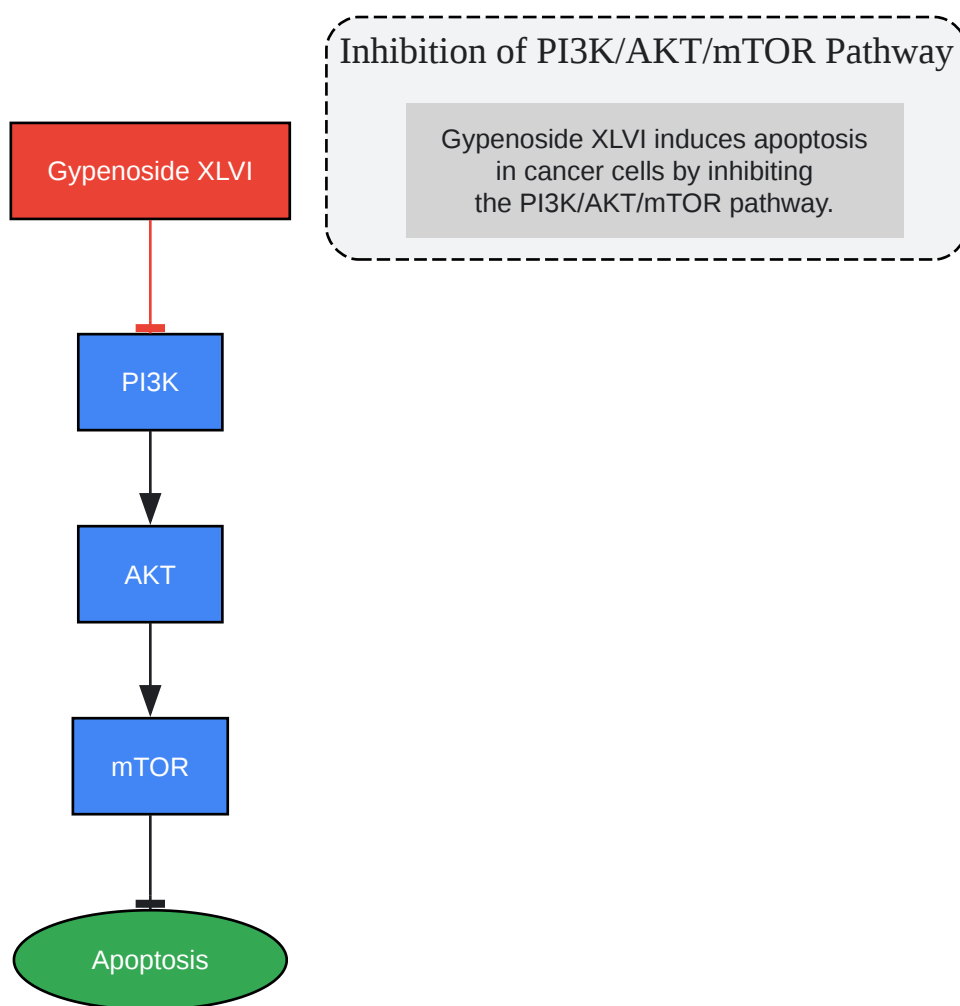 Inhibition of PI3K/AKT/mTOR Pathway
Gypenoside XLVI induces apoptosis
in cancer cells by inhibiting
the PI3K/AKT/mTOR pathway.
Gypenoside XLVI
PI3K
AKT
mTOR
Apoptosis